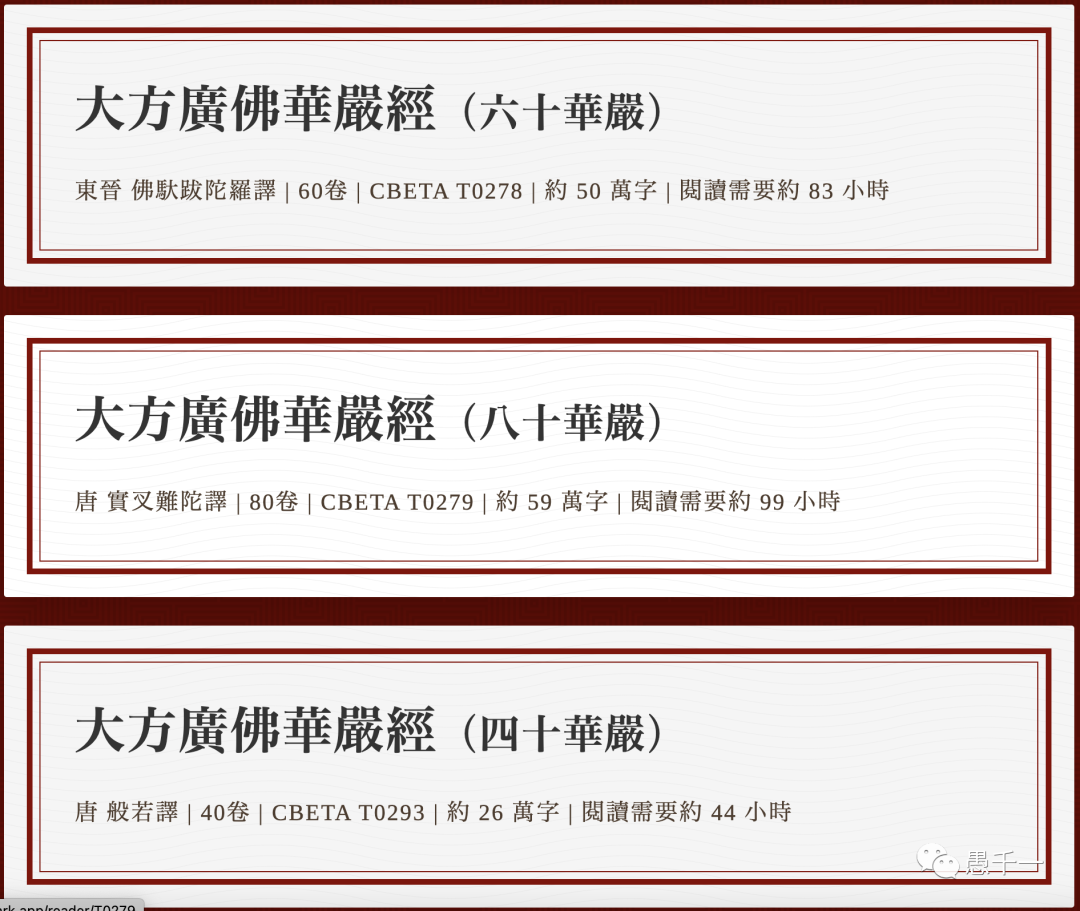 大方廣佛華嚴經（六十華嚴）
東晉 佛馱跋陀羅譯 | 60卷 | CBETA T0278 | 約 50 萬字 | 閱讀需要約 83 小時
大方廣佛華嚴經（八十華嚴）
唐 實叉難陀譯 | 80卷 | CBETA T0279 | 約 59 萬字 | 閱讀需要約 99 小時
大方廣佛華嚴經（四十華嚴）
唐 般若譯 | 40卷 | CBETA T0293 | 約 26 萬字 | 閱讀需要約 44 小時
愚千一
rk.app/reader/T0279